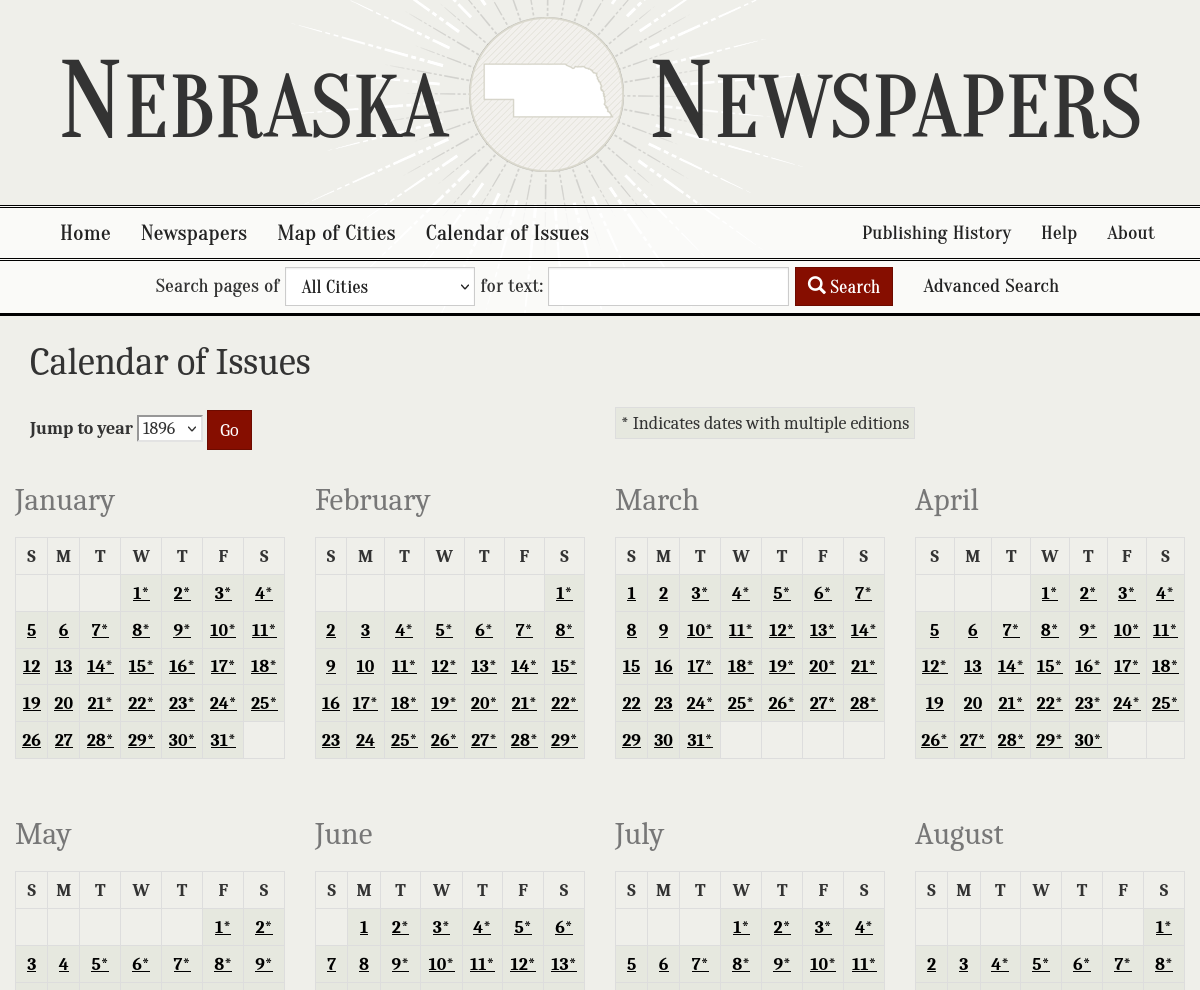 NEBRASKA NEWSPAPERS
Home Newspapers Map of Cities Calendar of Issues Publishing History Help About
Search pages of All Cities for text: Search Advanced Search
Calendar of Issues
Jump to year 1896 Go * Indicates dates with multiple editions
January February March April
S M T W T F S S M T W T F S S M T W T F S S M T W T F S
1* 2* 3* 4* 1* 1 2 3* 4* 5* 6* 7* 1* 2* 3* 4*
5 6 7* 8* 9* 10* 11* 2 3 4* 5* 6* 7* 8* 8 9 10* 11* 12* 13* 14* 5 6 7* 8* 9* 10* 11*
12 13 14* 15* 16* 17* 18* 9 10 11* 12* 13* 14* 15* 15 16 17* 18* 19* 20* 21* 12* 13 14* 15* 16* 17* 18*
19 20 21* 22* 23* 24* 25* 16 17* 18* 19* 20* 21* 22* 22 23 24* 25* 26* 27* 28* 19 20 21* 22* 23* 24* 25*
26 27 28* 29* 30* 31* 23 24 25* 26* 27* 28* 29* 29 30 31* 26* 27* 28* 29* 30*
May June July August
S M T W T F S S M T W T F S S M T W T F S S M T W T F S
1* 2* 1 2* 3* 4* 5* 6* 1* 2* 3* 4* 1*
3 4 5* 6* 7* 8* 9* 7 8 9* 10* 11* 12* 13* 5 6 7* 8* 9* 10* 11* 2 3 4* 5* 6* 7* 8*